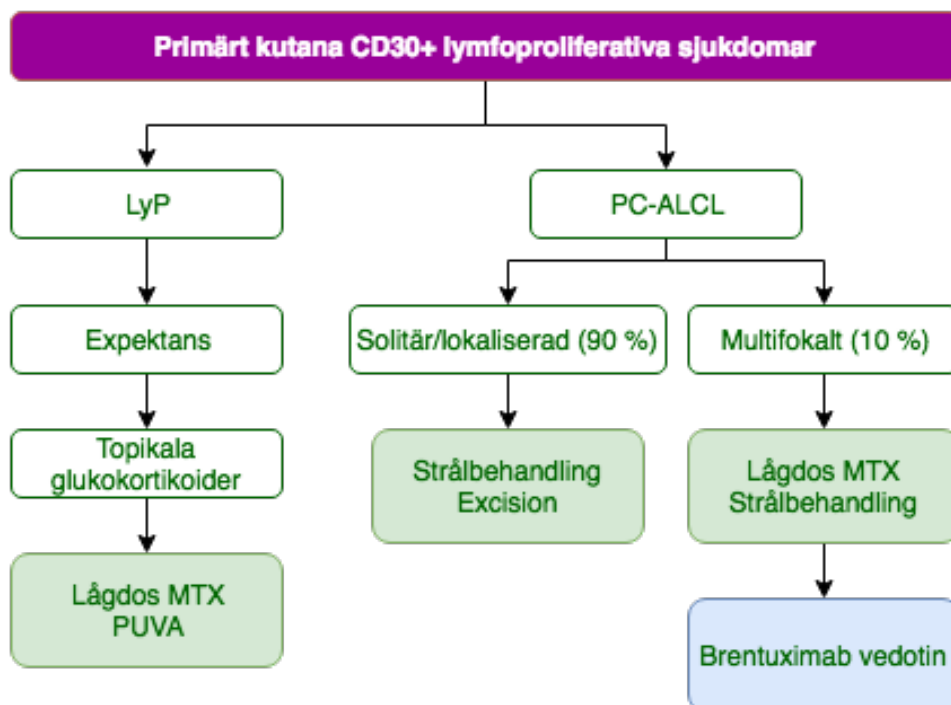 Primärt kutana CD30+ lymfoproliferativa sjukdomar
LyP
PC-ALCL
Expektans
Solitär/lokaliserad (90 %)
Multifokalt (10 %)
Topikala
glukokortikoider
Strålbehandling
Excision
Lågdos MTX
Strålbehandling
Lågdos MTX
PUVA
Brentuximab vedotin